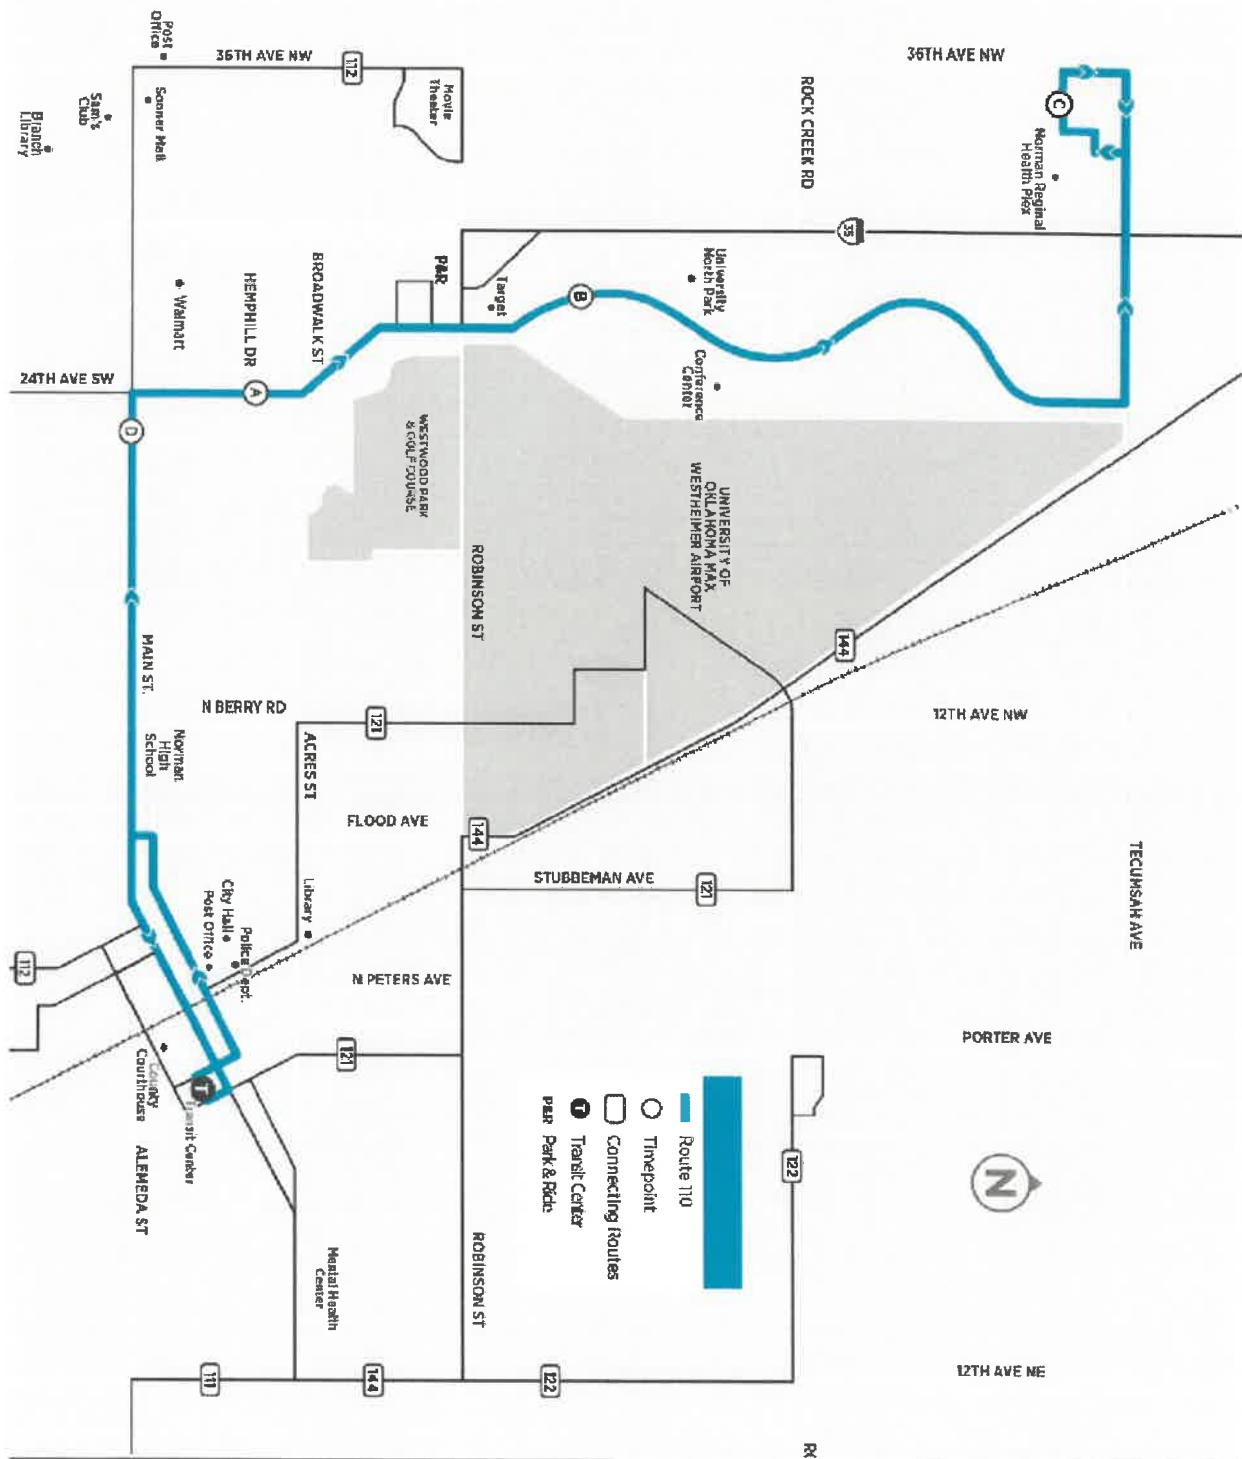 Post
Office
36TH AVE NW
112
Movie
Theater
Sooner Mall
Sam's
Club
Branch
Library
ROCK CREEK RD
36TH AVE NW
C
Norman Reginal
Health Plex
35
P&R
Target
B
University
North Park
Conference
Center
BROADWALK ST
HEMPHILL DR
Walmart
24TH AVE SW
A
D
WESTWOOD PARK
& GOLF COURSE
UNIVERSITY OF
OKLAHOMA MAX
WESTHEIMER AIRPORT
ROBINSON ST
144
MAIN ST.
N BERRY RD
121
12TH AVE NW
Norman
High
School
ACRES ST
FLOOD AVE
144
STUBBEMAN AVE
121
TECUMSAH AVE
Library
City Hall
Post Office
Police Dept.
N PETERS AVE
112
PORTER AVE
121
County
Courthouse
T
Transit Center
ALEMEDA ST
Route 110
Timepoint
Connecting Routes
T Transit Center
P&R Park & Ride
122
N
Mental Health
Center
ROBINSON ST
111
144
122
12TH AVE NE